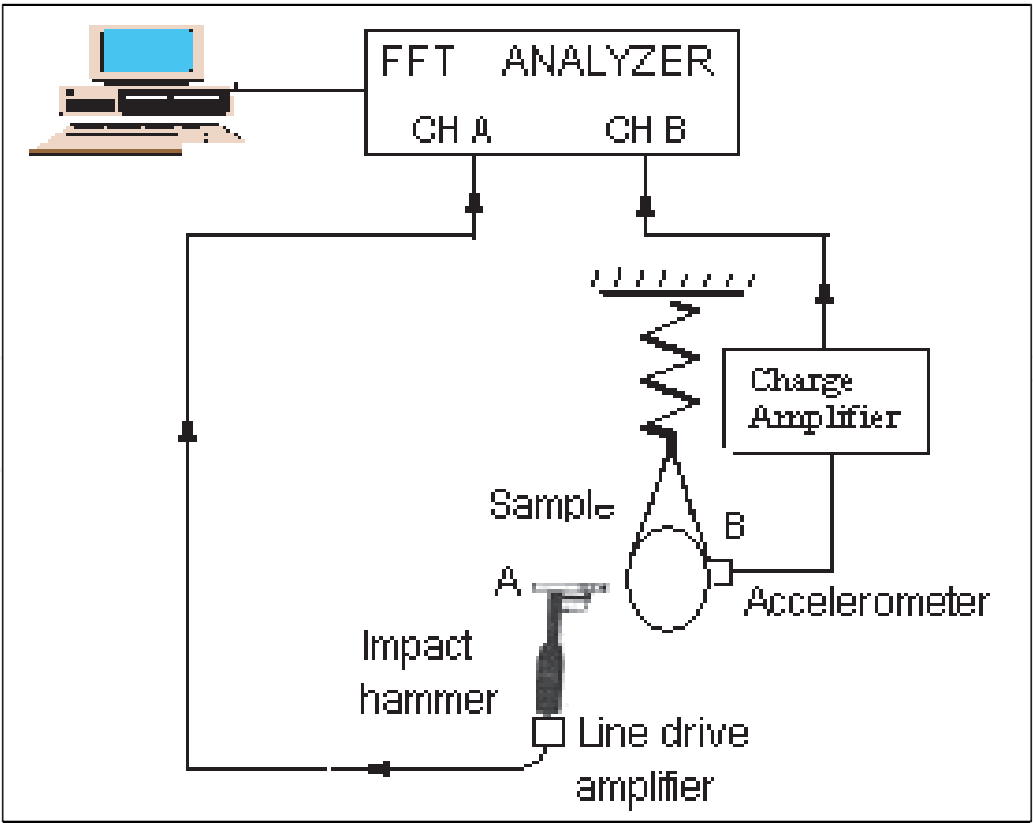 FFT ANALYZER
CH A CH B
Charge
Amplifier
Sample
B
A
Accelerometer
Impact
hammer
Line drive
amplifier